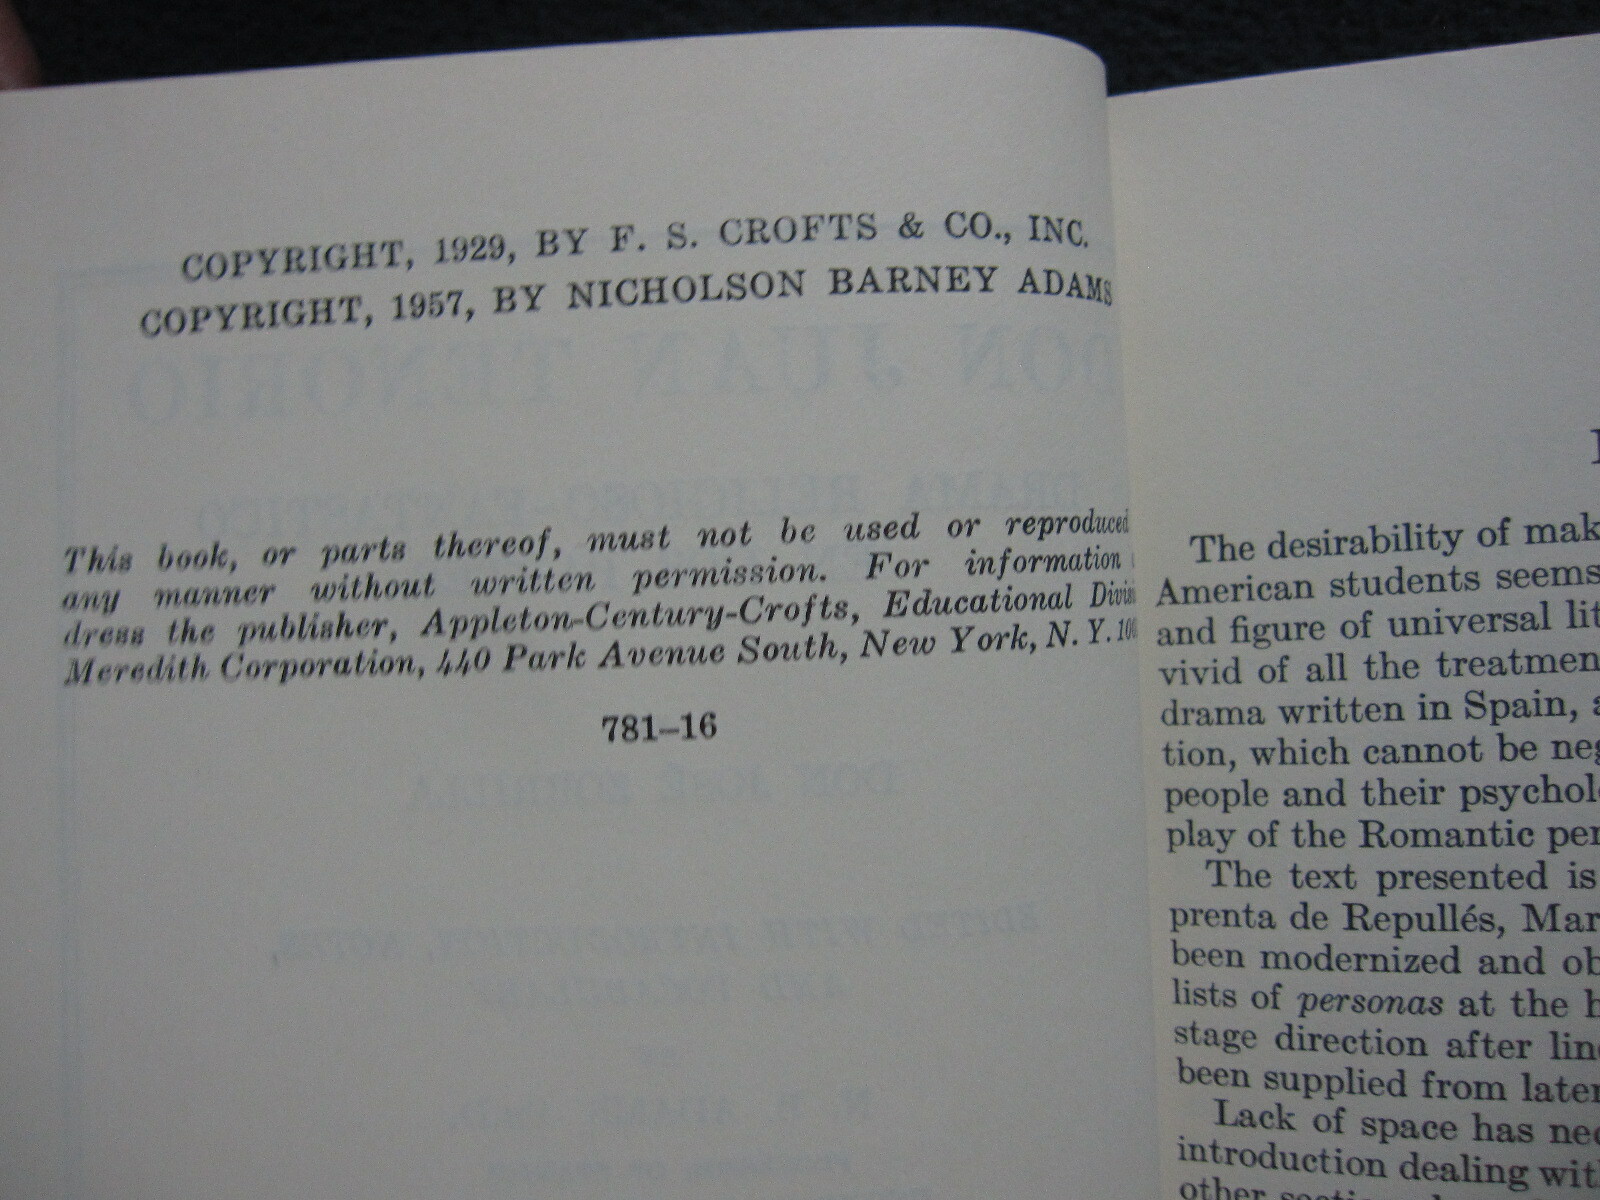 COPYRIGHT, 1929, BY F. S. CROFTS & CO., INC.
COPYRIGHT, 1957, BY NICHOLSON BARNEY ADAMS
This book, or parts thereof, must not be used or reproduced
any manner without written permission. For information
dress the publisher, Appleton-Century-Crofts, Educational
Meredith Corporation, 440 Park Avenue South, New York, N. Y.
781–16
The desirability of mak
American students seems
and figure of universal lit
vivid of all the treatmen
drama written in Spain, a
tion, which cannot be neg
people and their psychol
play of the Romantic per
The text presented is
prenta de Repullés, Mar
been modernized and ob
lists of personas at the b
stage direction after line
been supplied from later
Lack of space has nec
introduction dealing wit
other